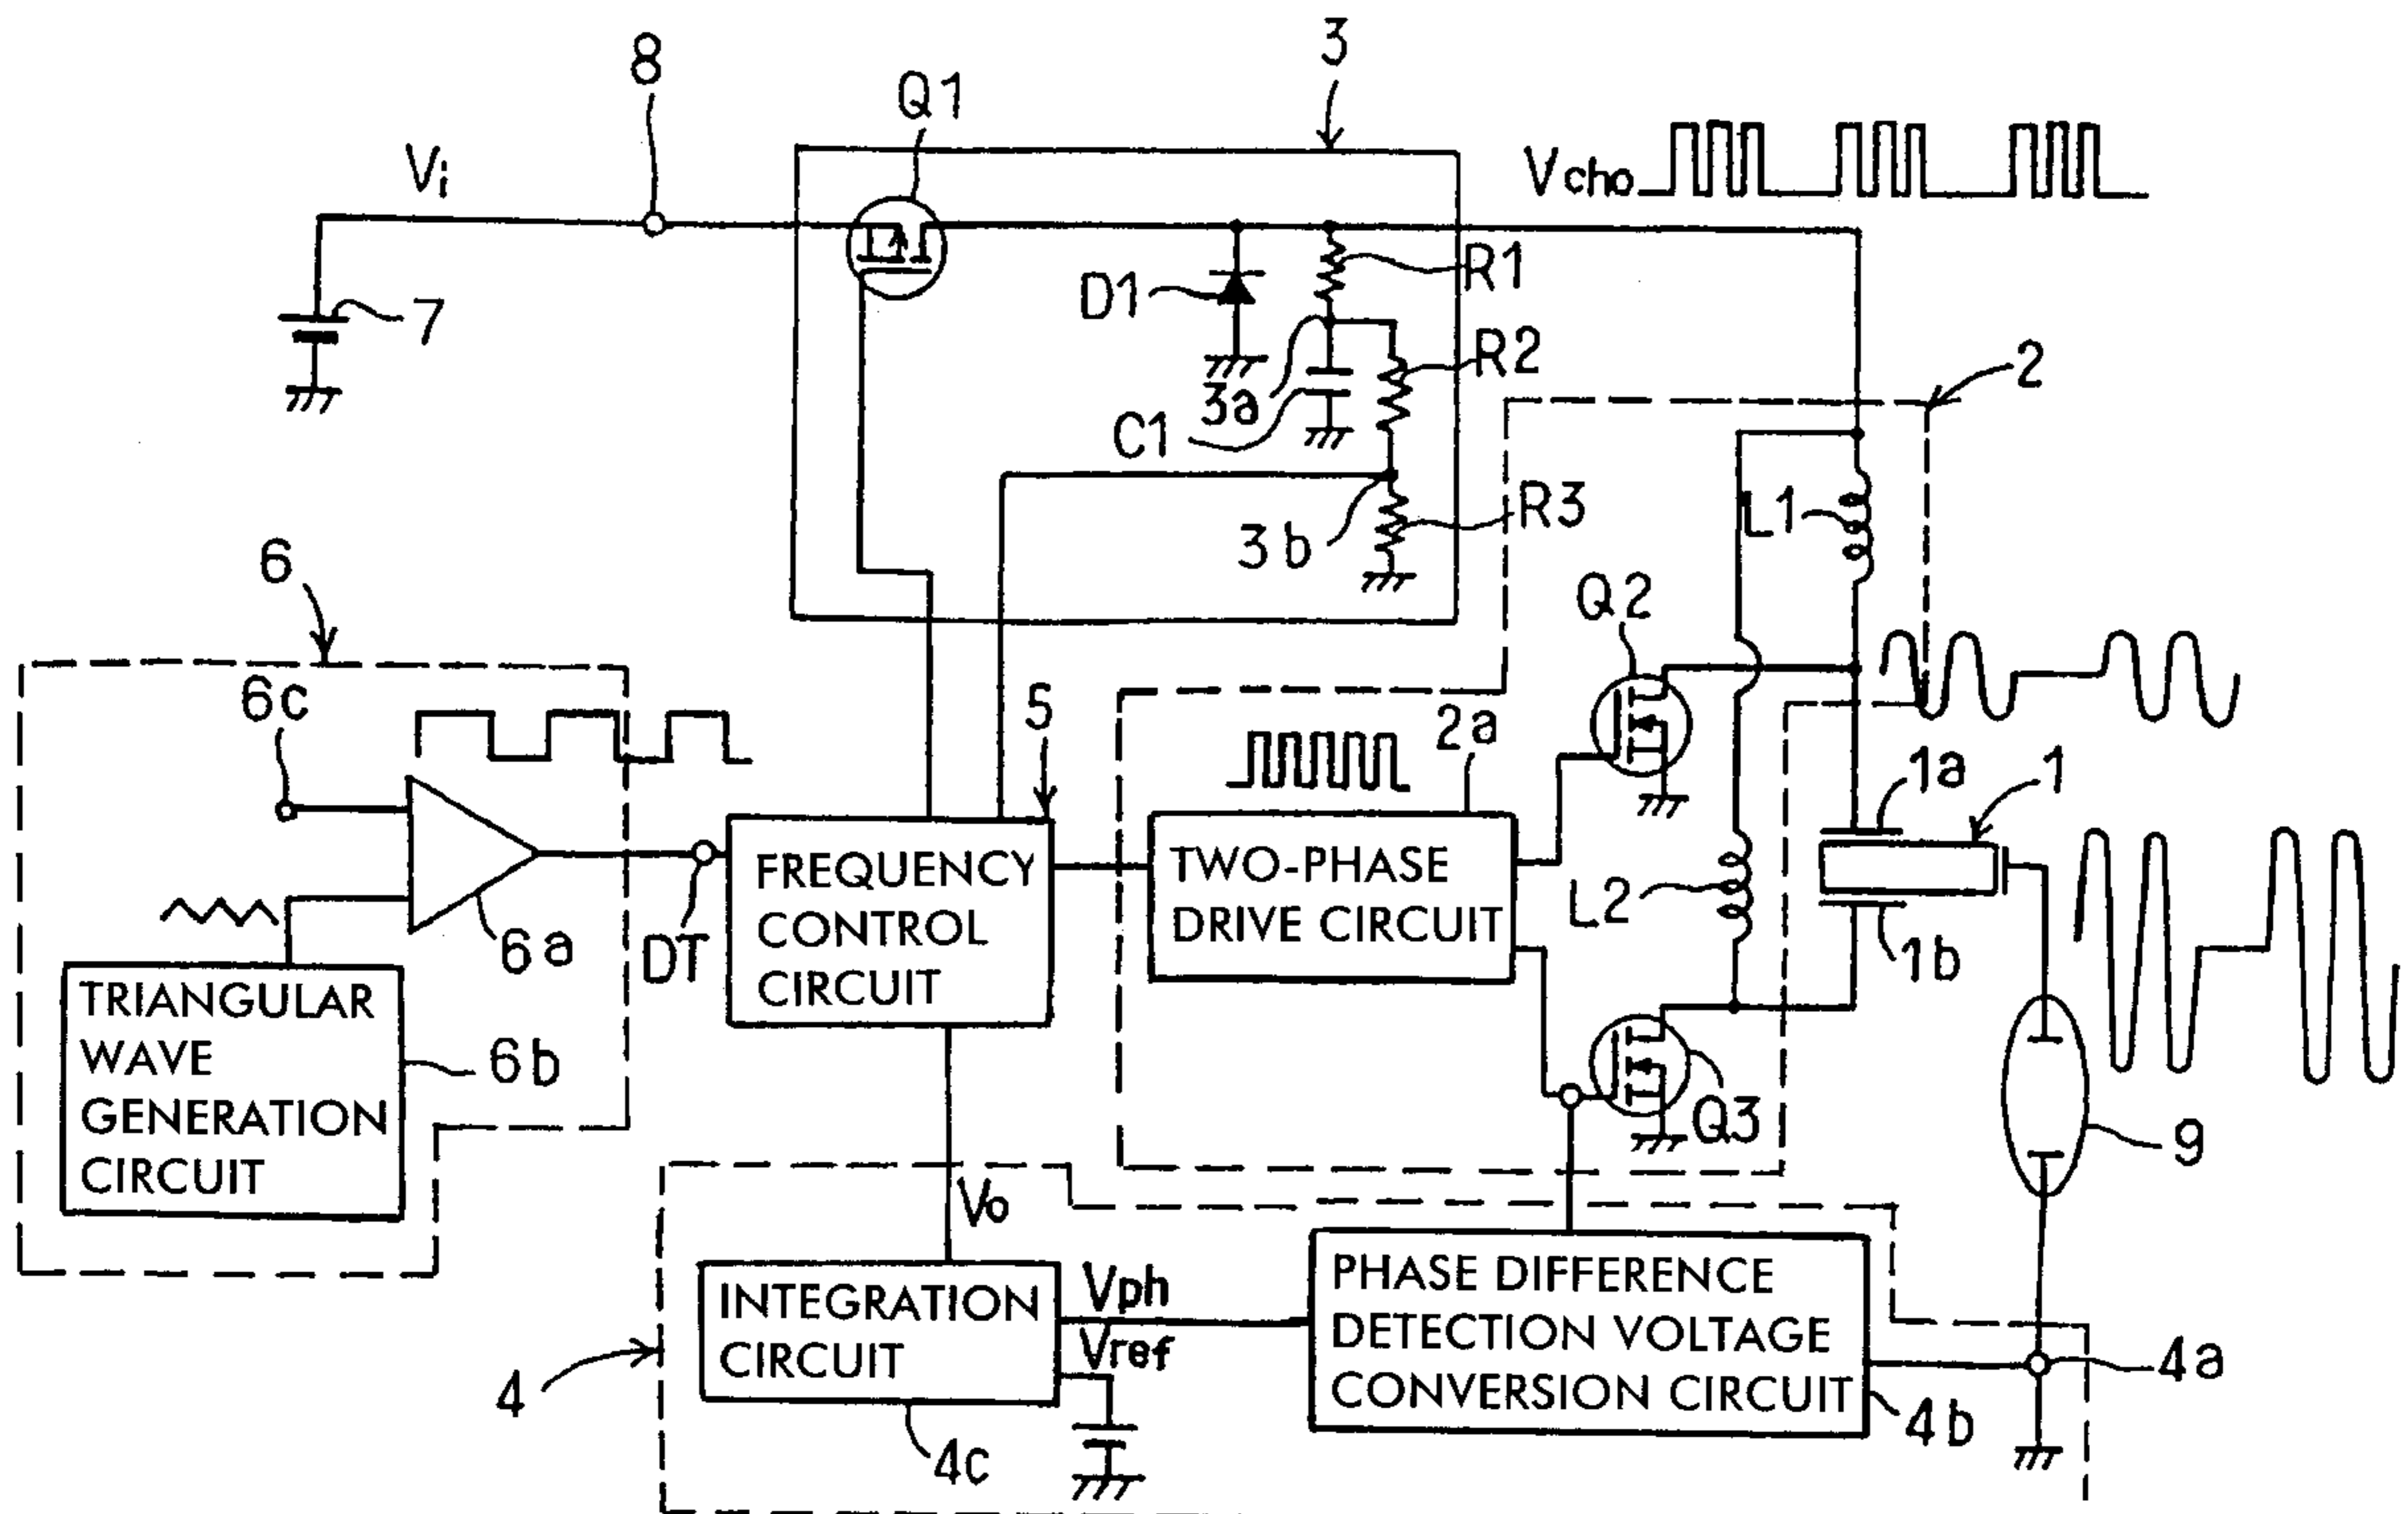 3
8
Q1
Vi
Vcho
R1
D1
7
R2
2
3a
C1
L1
R3
3b
6
Q2
6c
5
2a
1a
1
FREQUENCY
CONTROL
CIRCUIT
TWO-PHASE
DRIVE CIRCUIT
L2
6a
DT
1b
TRIANGULAR
WAVE
GENERATION
CIRCUIT
6b
Q3
9
Vo
INTEGRATION
CIRCUIT
Vph
Vref
PHASE DIFFERENCE
DETECTION VOLTAGE
CONVERSION CIRCUIT
4
4a
4b
4c